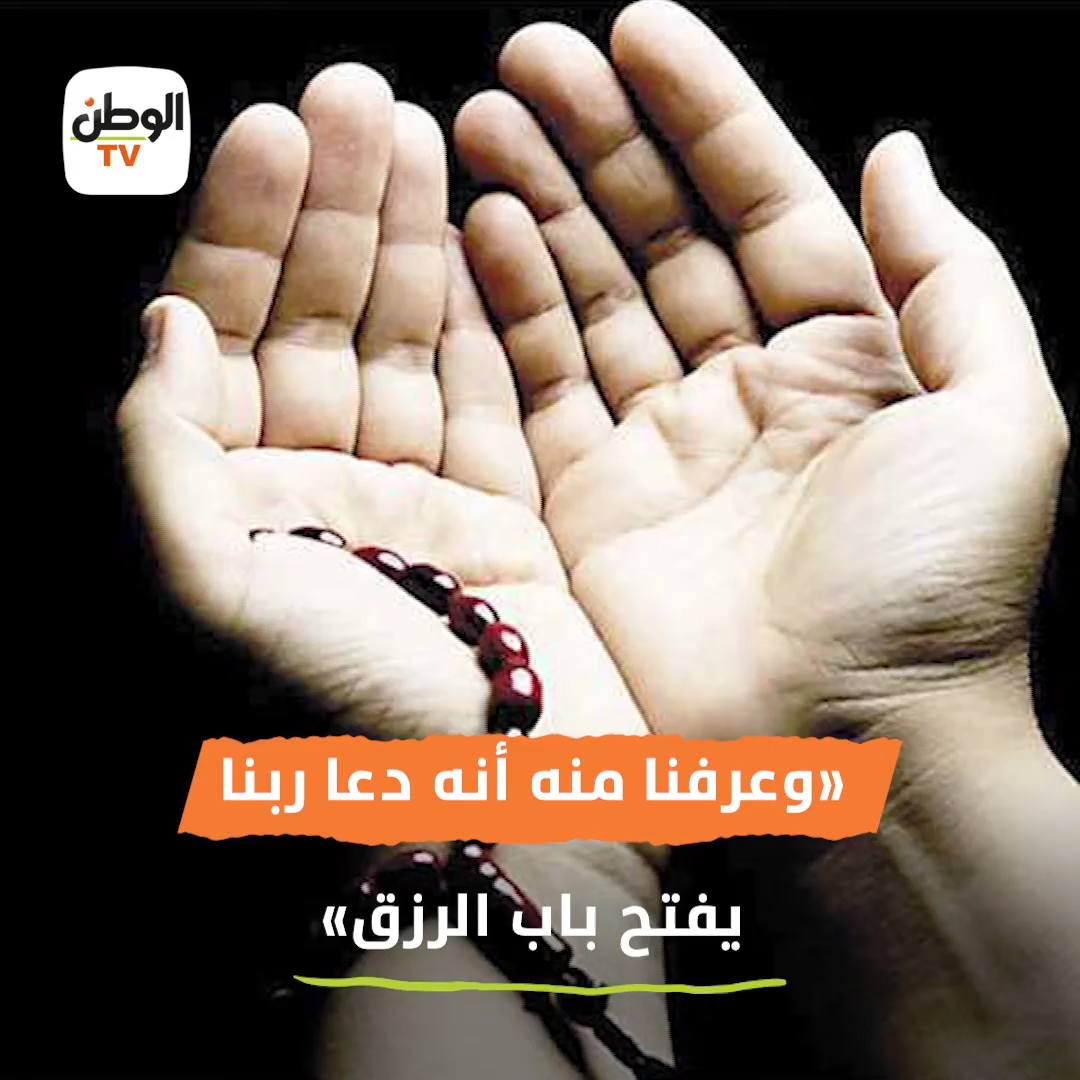 الوطن
TV
«وعرفنا منه أنه دعا ربنا
يفتح باب الرزق»